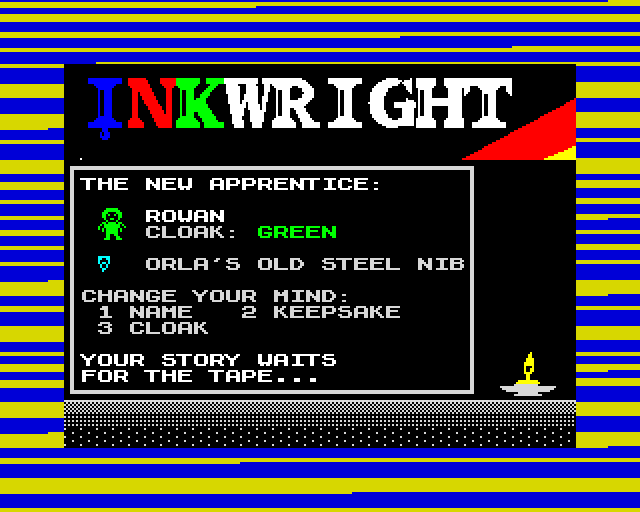 INKWRIGHT
THE NEW APPRENTICE:
ROWAN
CLOAK: GREEN
ORLA'S OLD STEEL NIB
CHANGE YOUR MIND:
1 NAME 2 KEEPSAKE
3 CLOAK
YOUR STORY WAITS
FOR THE TAPE...